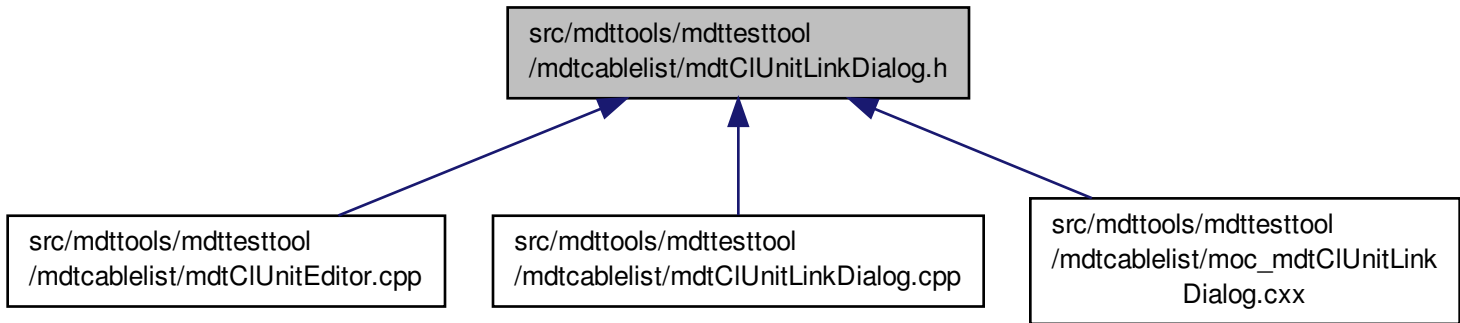 src/mdttools/mdttesttool
/mdtcablelist/mdtClUnitLinkDialog.h
src/mdttools/mdttesttool
/mdtcablelist/mdtClUnitEditor.cpp
src/mdttools/mdttesttool
/mdtcablelist/mdtClUnitLinkDialog.cpp
src/mdttools/mdttesttool
/mdtcablelist/moc_mdtClUnitLink
Dialog.cxx